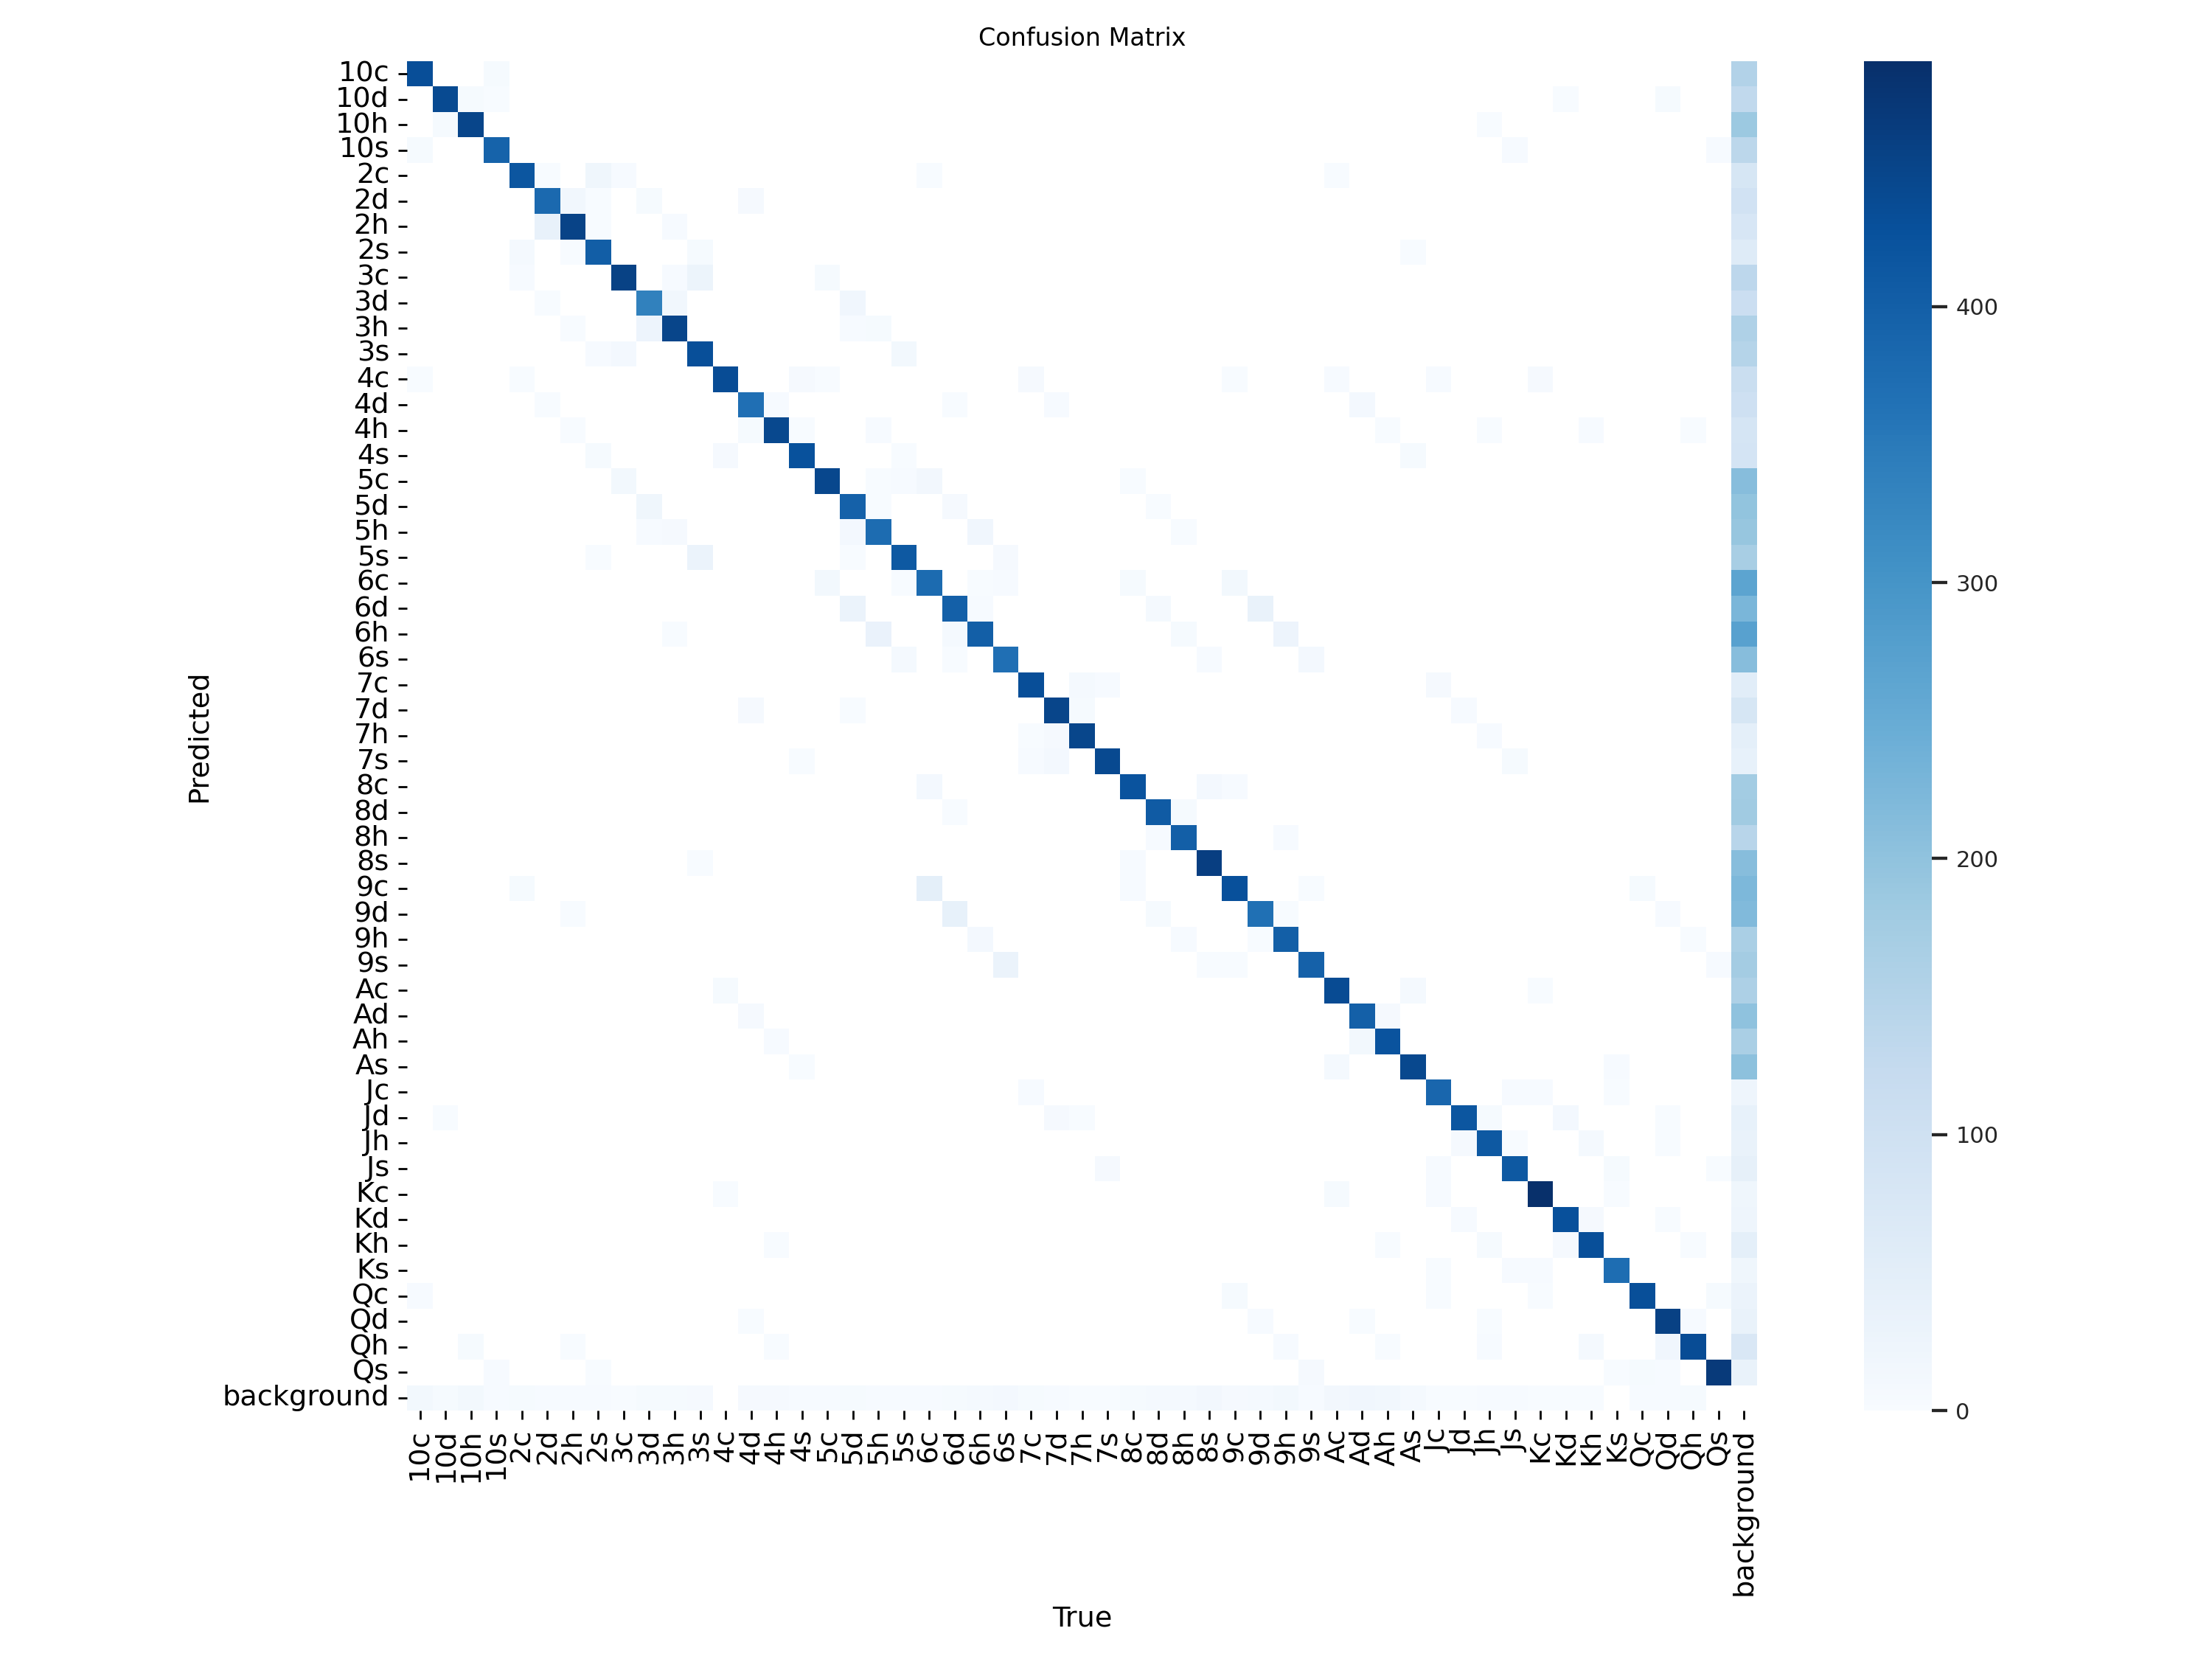 Confusion Matrix
10c
10d
10h
10s
2c
2d
2h
2s
3c
3d
3h
3s
4c
4d
4h
4s
5c
5d
5h
5s
6c
6d
6h
6s
7c
7d
7h
7s
8c
8d
8h
8s
9c
9d
9h
9s
Ac
Ad
Ah
As
Jc
Jd
Jh
Js
Kc
Kd
Kh
Ks
Qc
Qd
Qh
Qs
background
Predicted
10c 10d 10h 10s 2c 2d 2h 2s 3c 3d 3h 3s 4c 4d 4h 4s 5c 5d 5h 5s 6c 6d 6h 6s 7c 7d 7h 7s 8c 8d 8h 8s 9c 9d 9h 9s Ac Ad Ah As Jc Jd Jh Js Kc Kd Kh Ks Qc Qd Qh Qs background
True
400
300
200
100
0